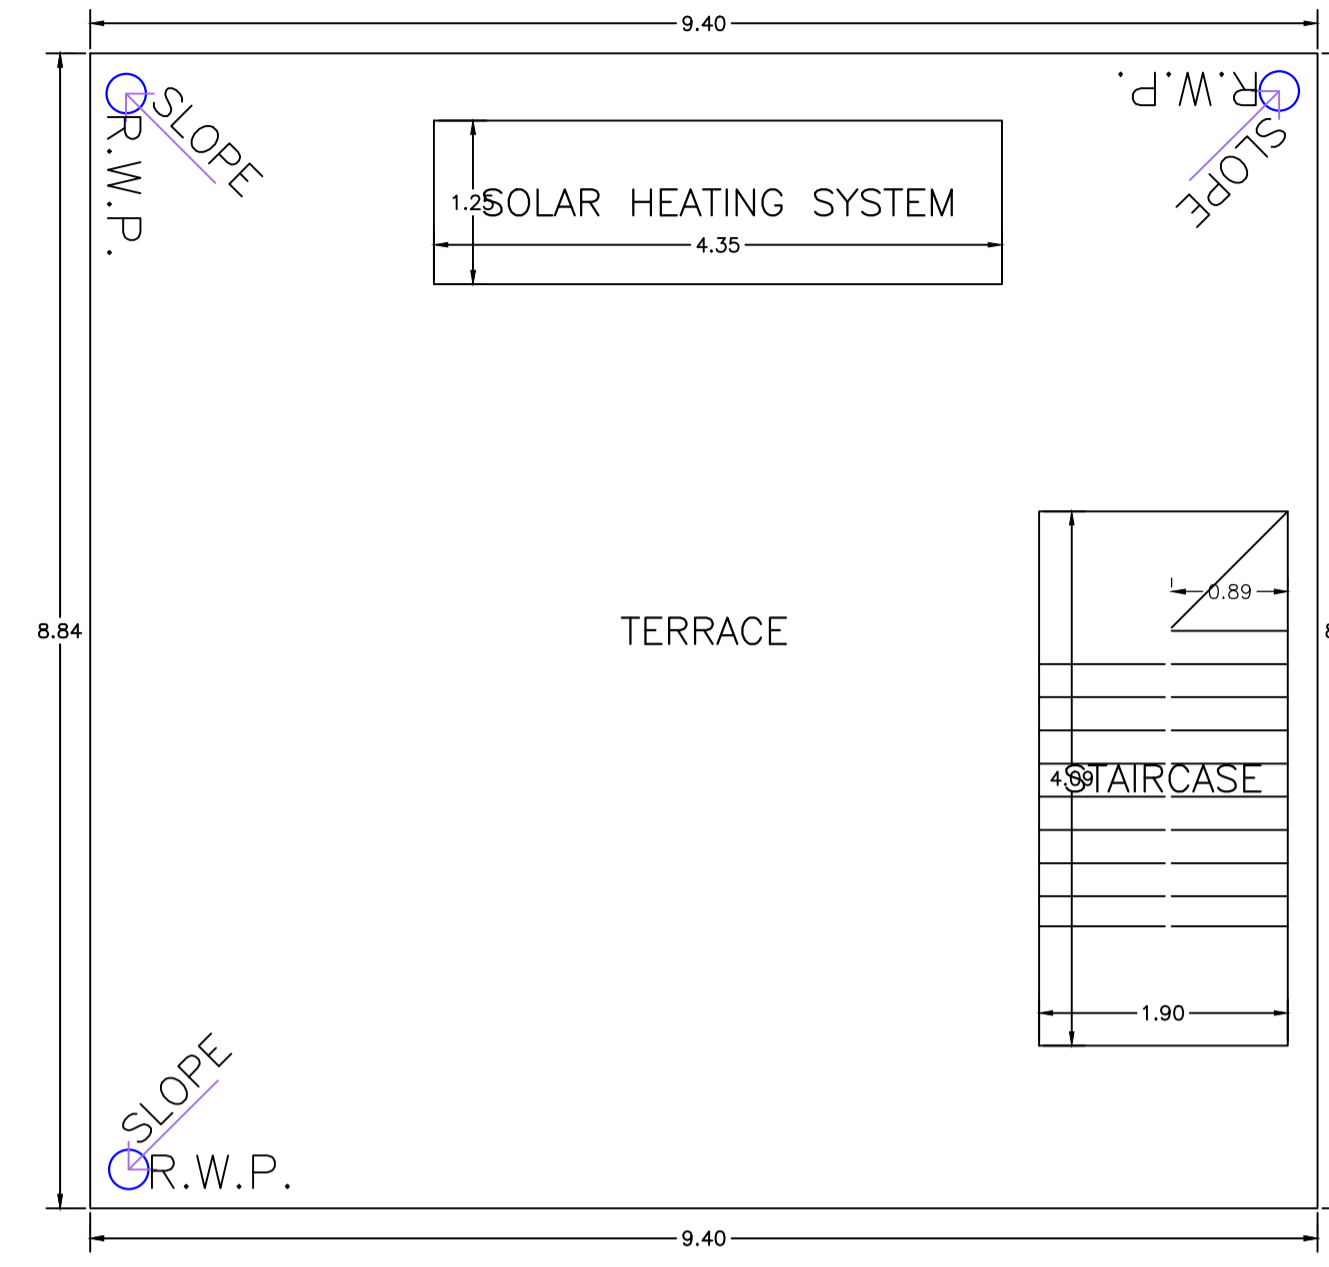 9.40
R.W.P.
SLOPE
R.W.P.
SLOPE
1.25
SOLAR HEATING SYSTEM
4.35
0.89
8.84
TERRACE
4.09
STAIRCASE
1.90
SLOPE
R.W.P.
9.40